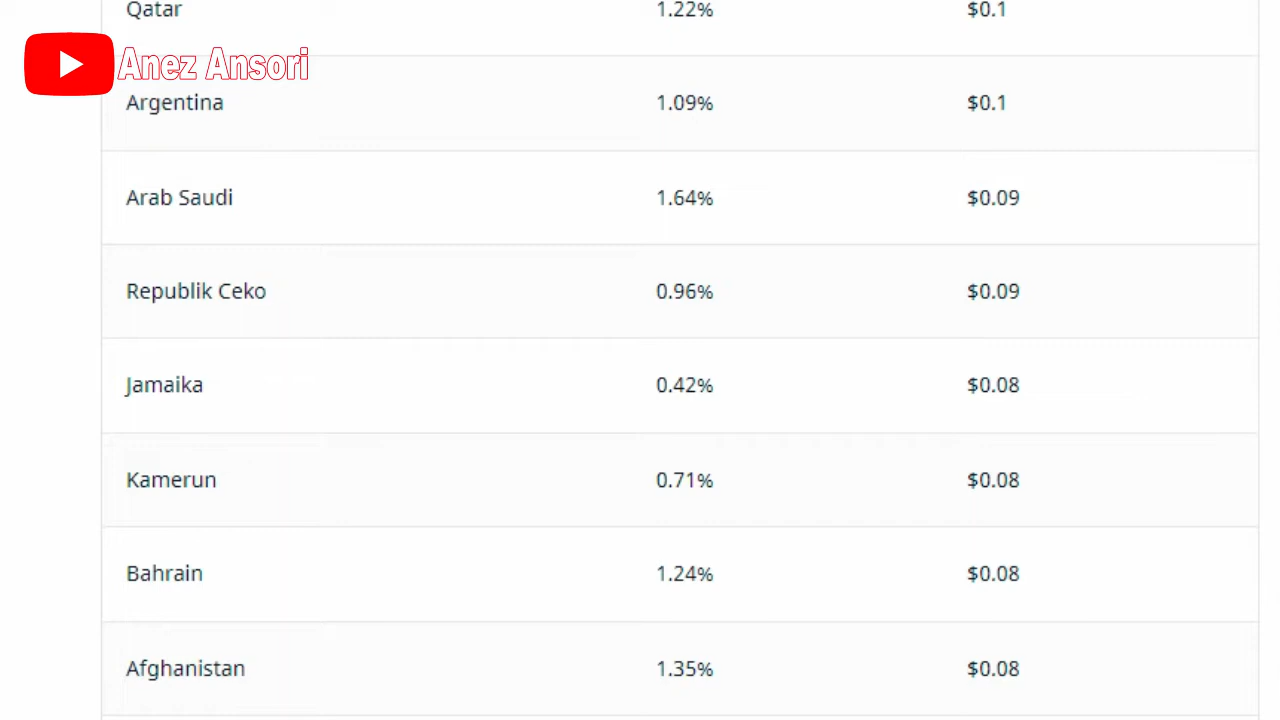 Qatar 1.22% $0.1
Anez Ansori
Argentina 1.09% $0.1
Arab Saudi 1.64% $0.09
Republik Ceko 0.96% $0.09
Jamaika 0.42% $0.08
Kamerun 0.71% $0.08
Bahrain 1.24% $0.08
Afghanistan 1.35% $0.08